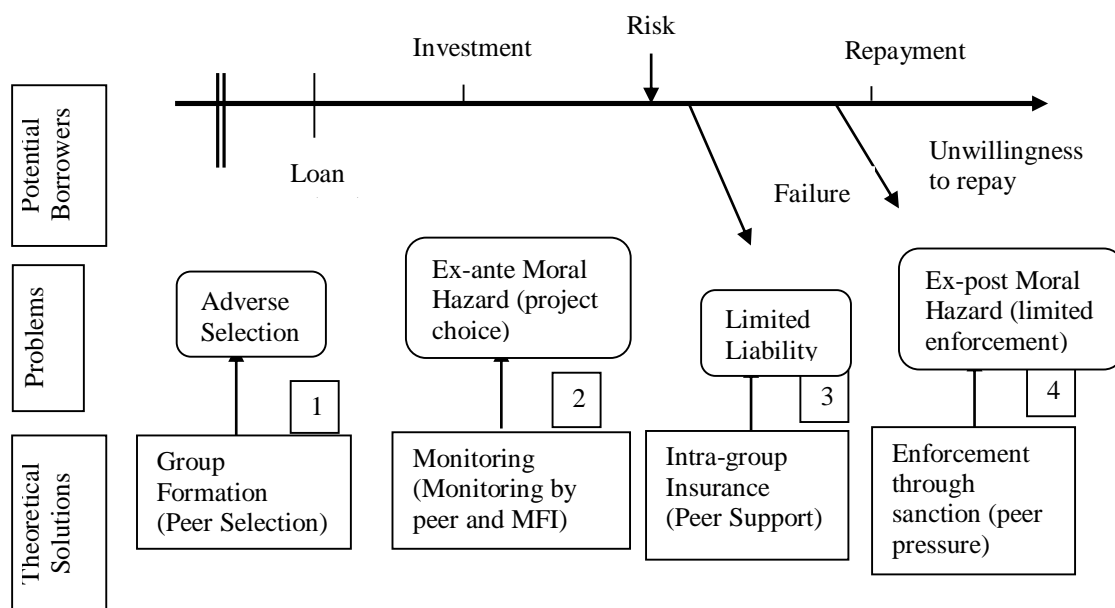 Risk
Investment
Repayment
Potential
Borrowers
Loan
Failure
Unwillingness
to repay
Problems
Adverse
Selection
Ex-ante Moral
Hazard (project
choice)
Limited
Liability
Ex-post Moral
Hazard (limited
enforcement)
1
2
3
4
Theoretical
Solutions
Group
Formation
(Peer Selection)
Monitoring
(Monitoring by
peer and MFI)
Intra-group
Insurance
(Peer Support)
Enforcement
through
sanction (peer
pressure)